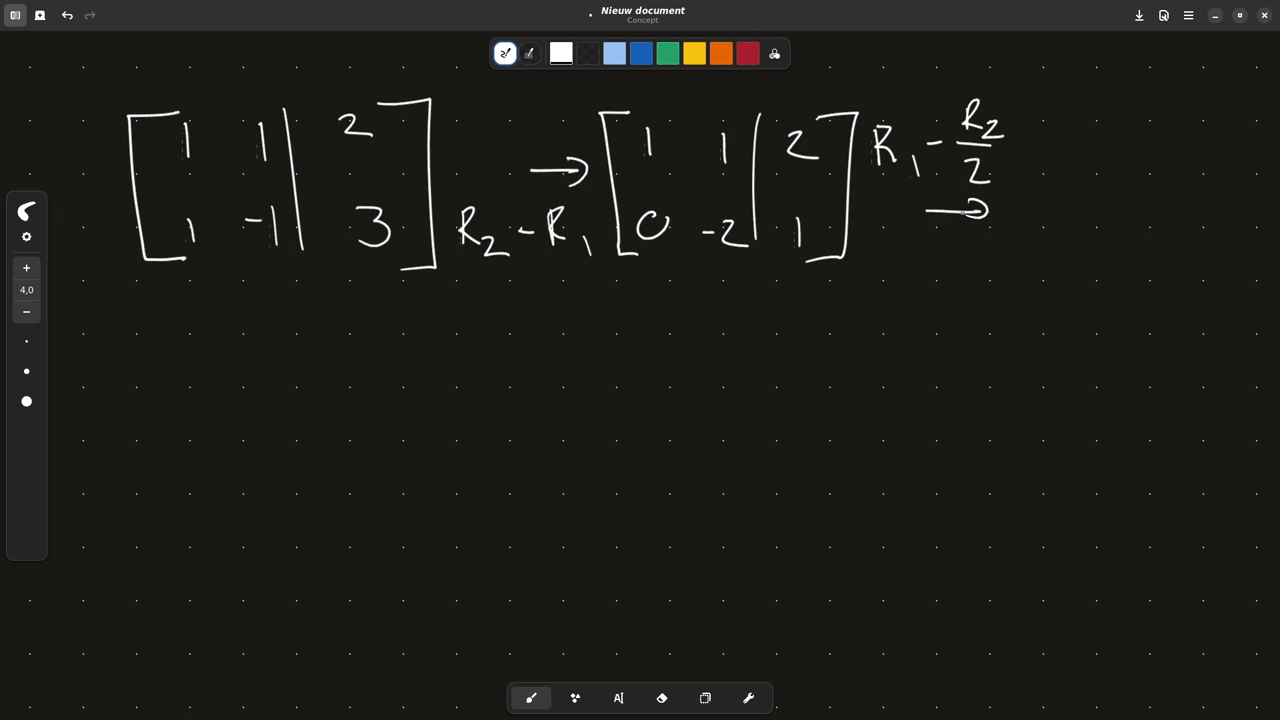 Nieuw document
Concept
4,0
AI
[ 1 1 | 2 ] → [ 1 1 | 2 ] R₁ - R₂/2 →
[ 1 -1 | 3 ] R₂ - R₁ [ 0 -2 | 1 ]